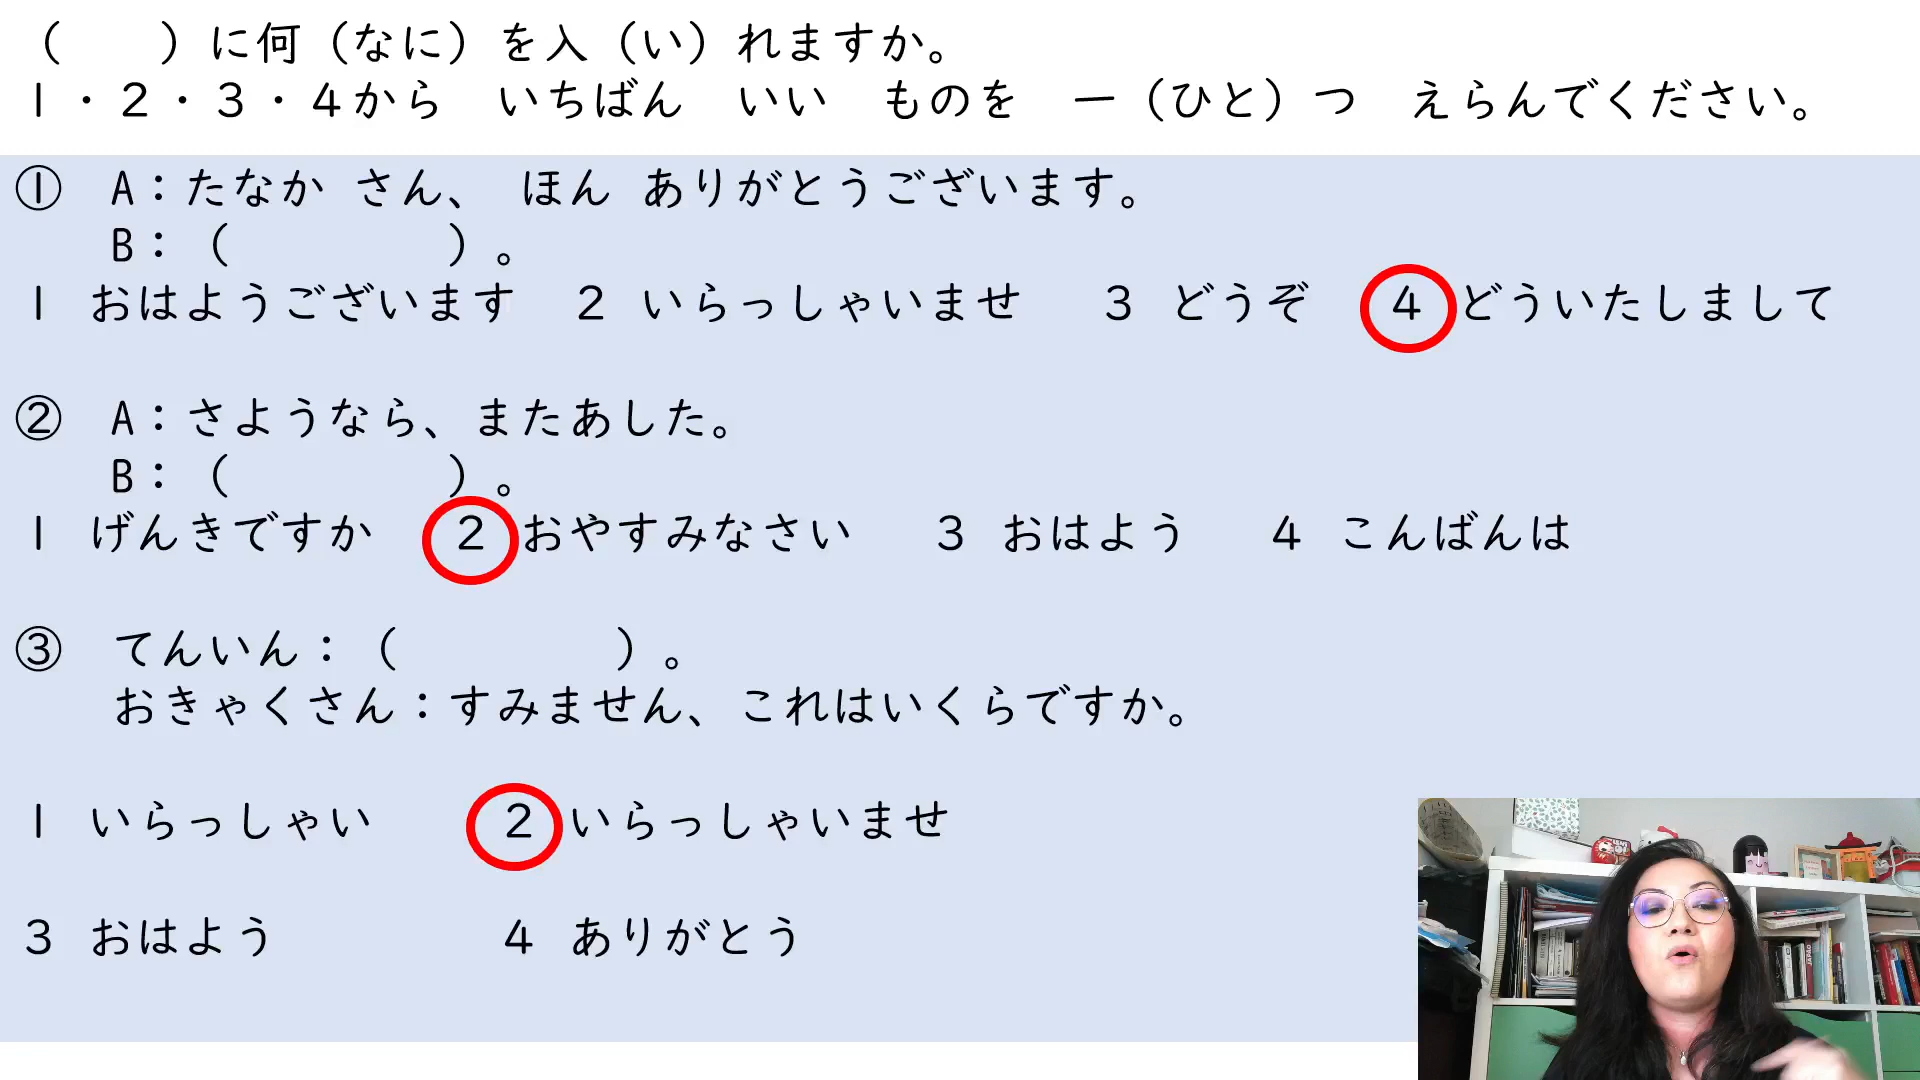 （　　）に何（なに）を入（い）れますか。
１・２・３・４から　いちばん　いい　ものを　一（ひと）つ　えらんでください。
①　A：たなか さん、 ほん ありがとうございます。
B：（　　　　）。
１ おはようございます　２ いらっしゃいませ　３ どうぞ　４ どういたしまして
②　A：さようなら、またあした。
B：（　　　　）。
１ げんきですか　２ おやすみなさい　３ おはよう　４ こんばんは
③　てんいん：（　　　　）。
おきゃくさん：すみません、これはいくらですか。
１ いらっしゃい　２ いらっしゃいませ
３ おはよう　４ ありがとう